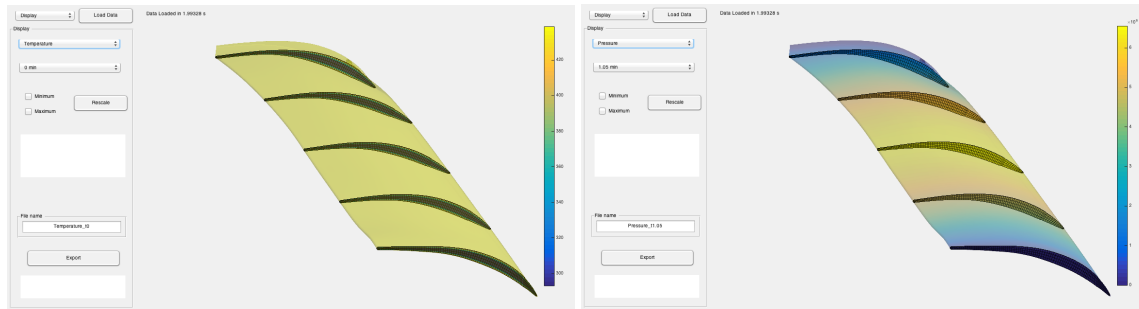 Display
Load Data
Data Loaded in 1.99328 s
Display
Temperature
0 min
Minimum
Maximum
Rescale
File name
Temperature_t0
Export
420
400
380
360
340
320
300
Display
Load Data
Data Loaded in 1.99328 s
Display
Pressure
1.05 min
Minimum
Maximum
Rescale
File name
Pressure_t1.05
Export
6
5
4
3
2
1
0